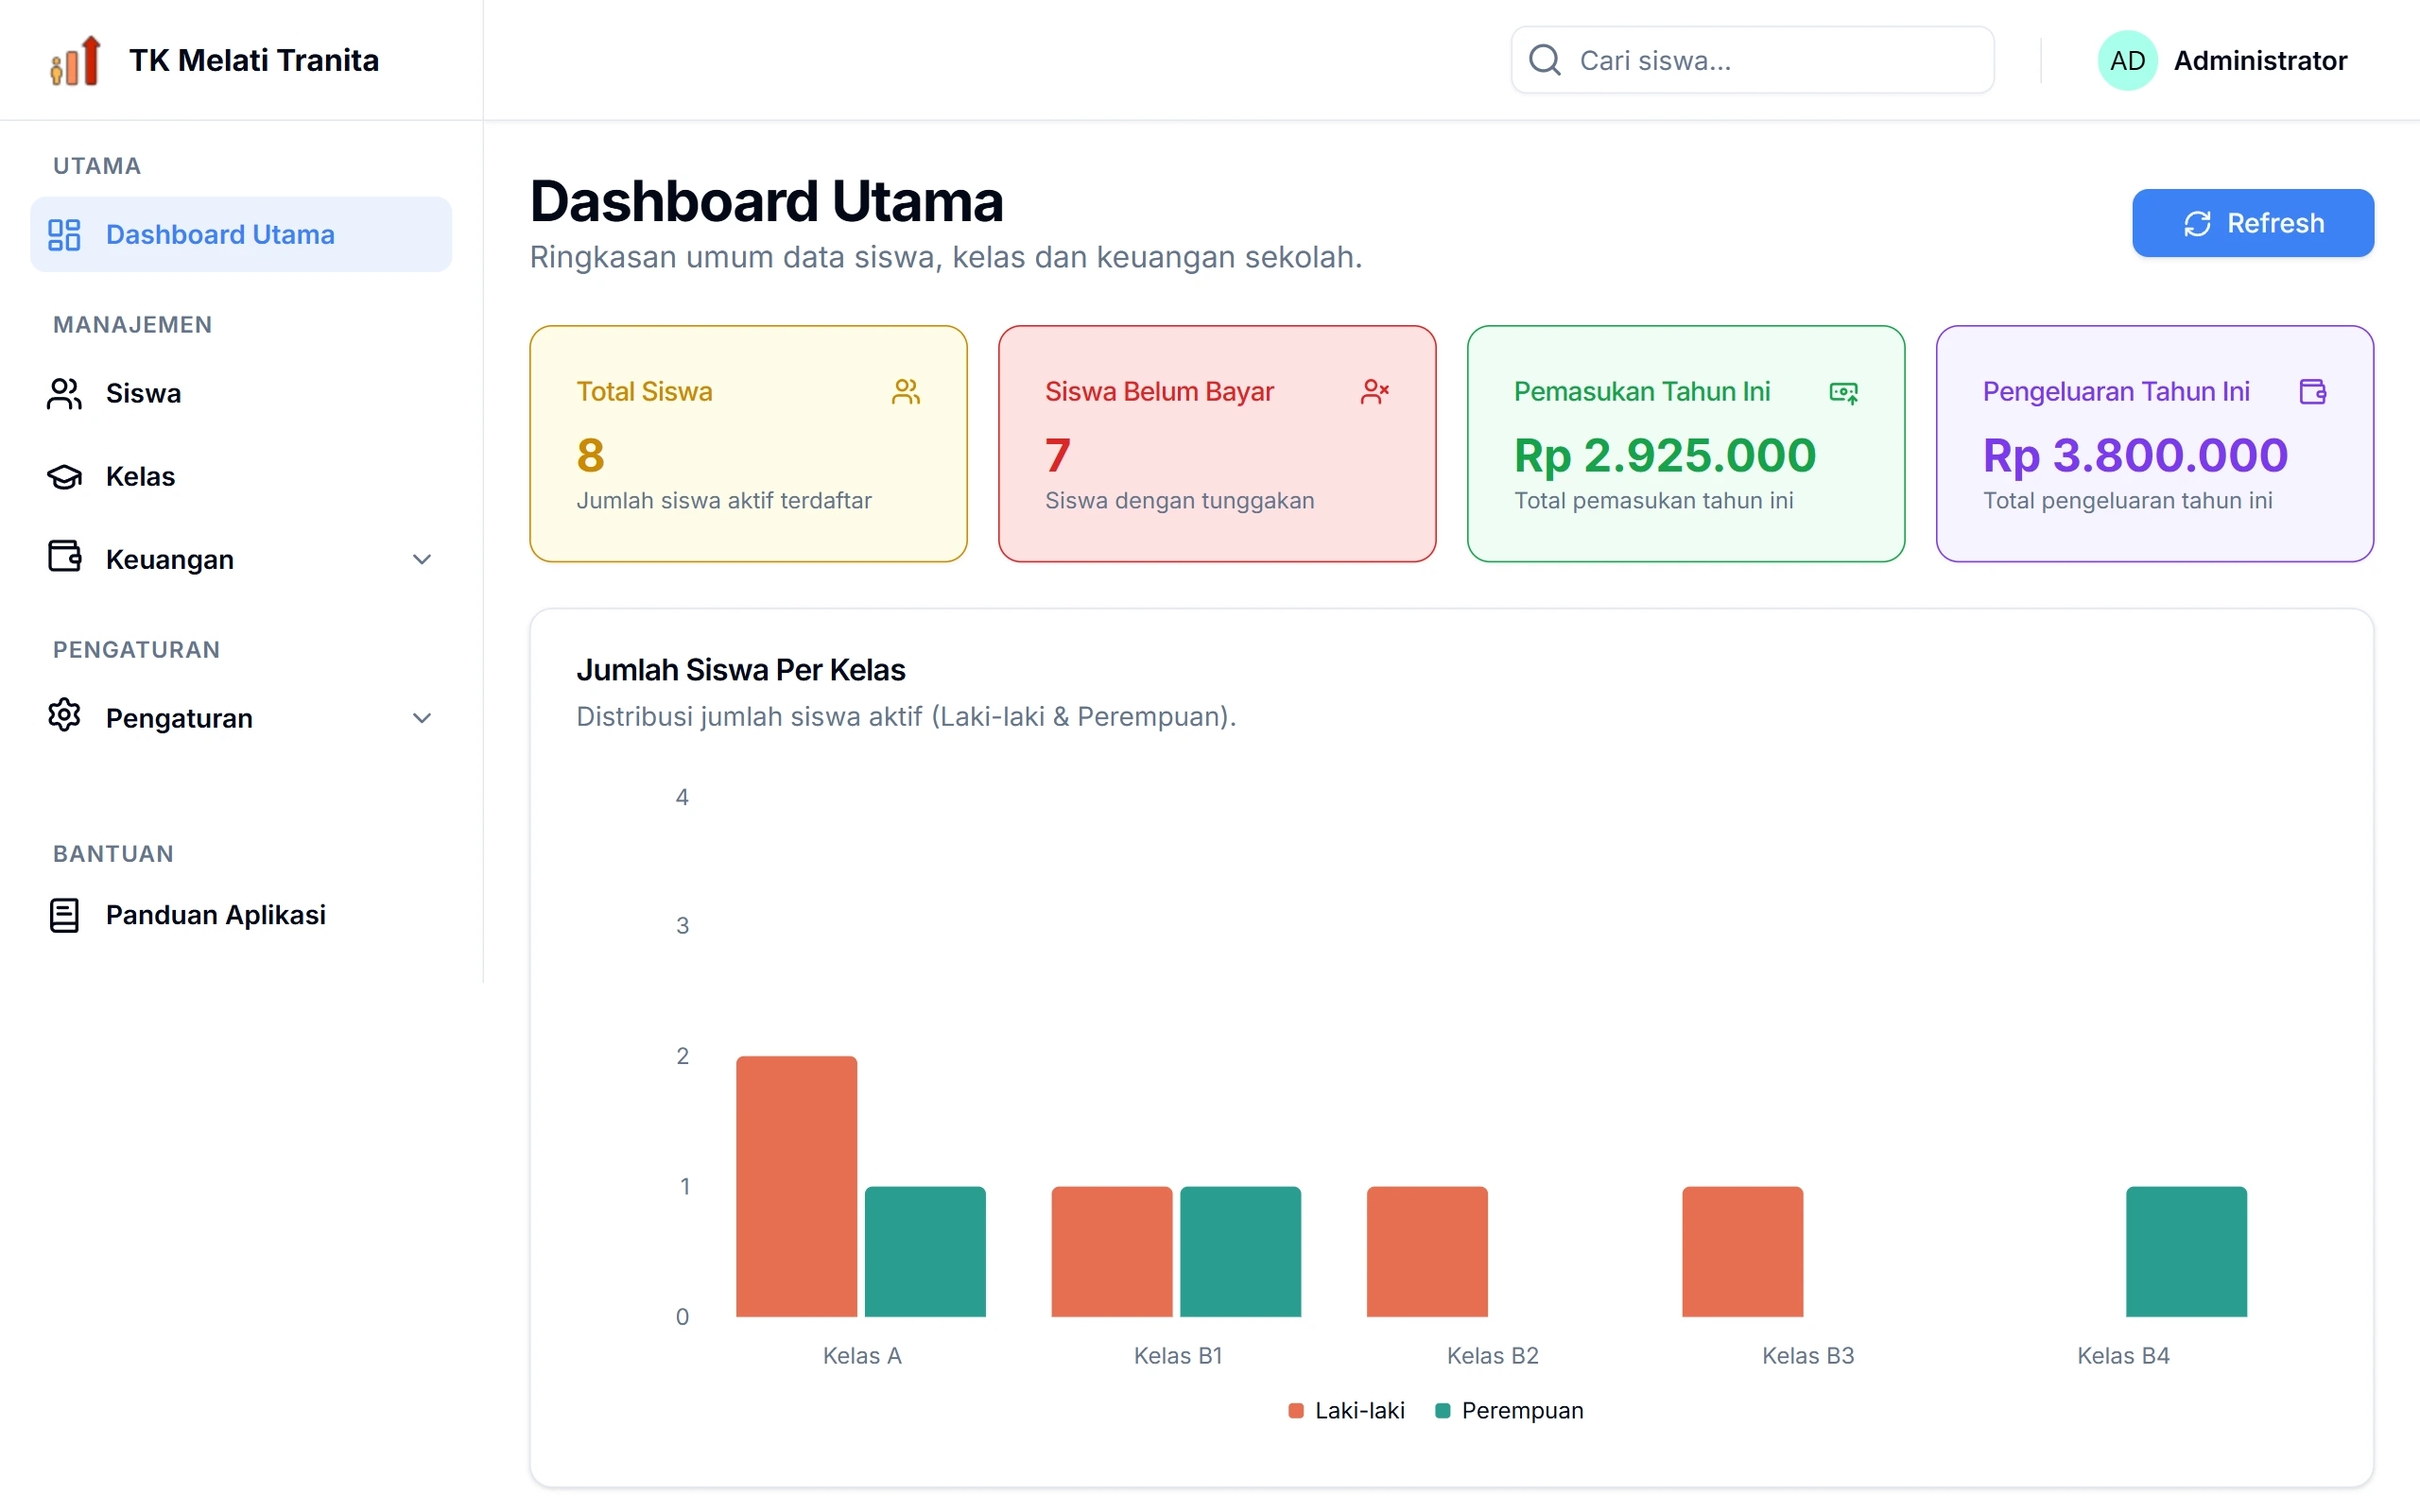 TK Melati Tranita
Cari siswa...
AD
Administrator
UTAMA
Dashboard Utama
MANAJEMEN
Siswa
Kelas
Keuangan
PENGATURAN
Pengaturan
BANTUAN
Panduan Aplikasi
Dashboard Utama
Ringkasan umum data siswa, kelas dan keuangan sekolah.
Refresh
Total Siswa
8
Jumlah siswa aktif terdaftar
Siswa Belum Bayar
7
Siswa dengan tunggakan
Pemasukan Tahun Ini
Rp 2.925.000
Total pemasukan tahun ini
Pengeluaran Tahun Ini
Rp 3.800.000
Total pengeluaran tahun ini
Jumlah Siswa Per Kelas
Distribusi jumlah siswa aktif (Laki-laki & Perempuan).
4
3
2
1
0
Kelas A
Kelas B1
Kelas B2
Kelas B3
Kelas B4
Laki-laki
Perempuan